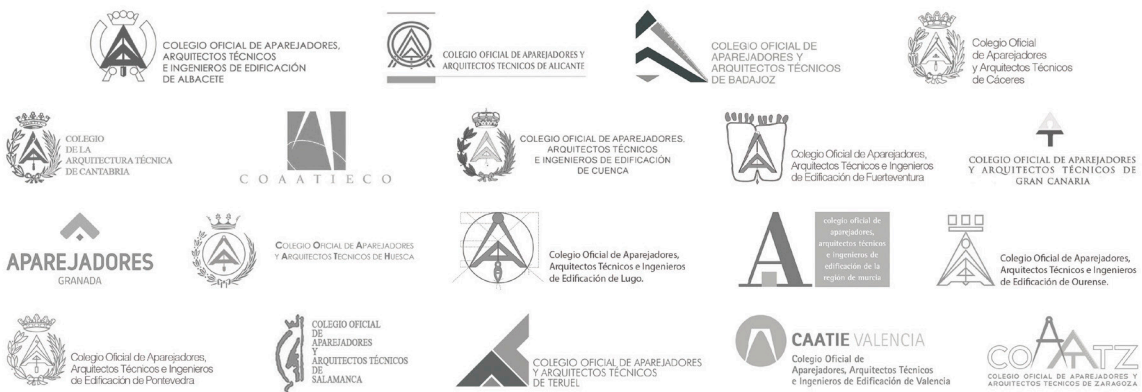 COLEGIO OFICIAL DE APAREJADORES,
ARQUITECTOS TÉCNICOS
E INGENIEROS DE EDIFICACIÓN
DE ALBACETE
COLEGIO OFICIAL DE APAREJADORES Y
ARQUITECTOS TECNICOS DE ALICANTE
COLEGIO OFICIAL DE
APAREJADORES Y
ARQUITECTOS TÉCNICOS
DE BADAJOZ
Colegio Oficial
de Aparejadores
y Arquitectos Técnicos
de Cáceres
COLEGIO
DE LA
ARQUITECTURA TÉCNICA
DE CANTABRIA
COAATIECO
COLEGIO OFICIAL DE APAREJADORES,
ARQUITECTOS TÉCNICOS
E INGENIEROS DE EDIFICACIÓN
DE CUENCA
Colegio Oficial de Aparejadores,
Arquitectos Técnicos e Ingenieros
de Edificación de Fuerteventura
COLEGIO OFICIAL DE APAREJADORES
Y ARQUITECTOS TÉCNICOS DE
GRAN CANARIA
APAREJADORES
GRANADA
COLEGIO OFICIAL DE APAREJADORES
Y ARQUITECTOS TECNICOS DE HUESCA
Colegio Oficial de Aparejadores,
Arquitectos Técnicos e Ingenieros
de Edificación de Lugo.
A
colegio oficial de
aparejadores,
arquitectos técnicos
e ingenieros de
edificación de la
región de murcia
Colegio Oficial de Aparejadores,
Arquitectos Técnicos e Ingenieros
de Edificación de Ourense.
Colegio Oficial de Aparejadores,
Arquitectos Técnicos e Ingenieros
de Edificación de Pontevedra
COLEGIO OFICIAL
DE
APAREJADORES
Y
ARQUITECTOS TÉCNICOS
DE
SALAMANCA
COLEGIO OFICIAL DE APAREJADORES
Y ARQUITECTOS TÉCNICOS
DE TERUEL
CAATIE VALENCIA
Colegio Oficial de
Aparejadores, Arquitectos Técnicos
e Ingenieros de Edificación de Valencia
COAATZ
COLEGIO OFICIAL DE APAREJADORES Y
ARQUITECTOS TECNICOS DE ZARAGOZA